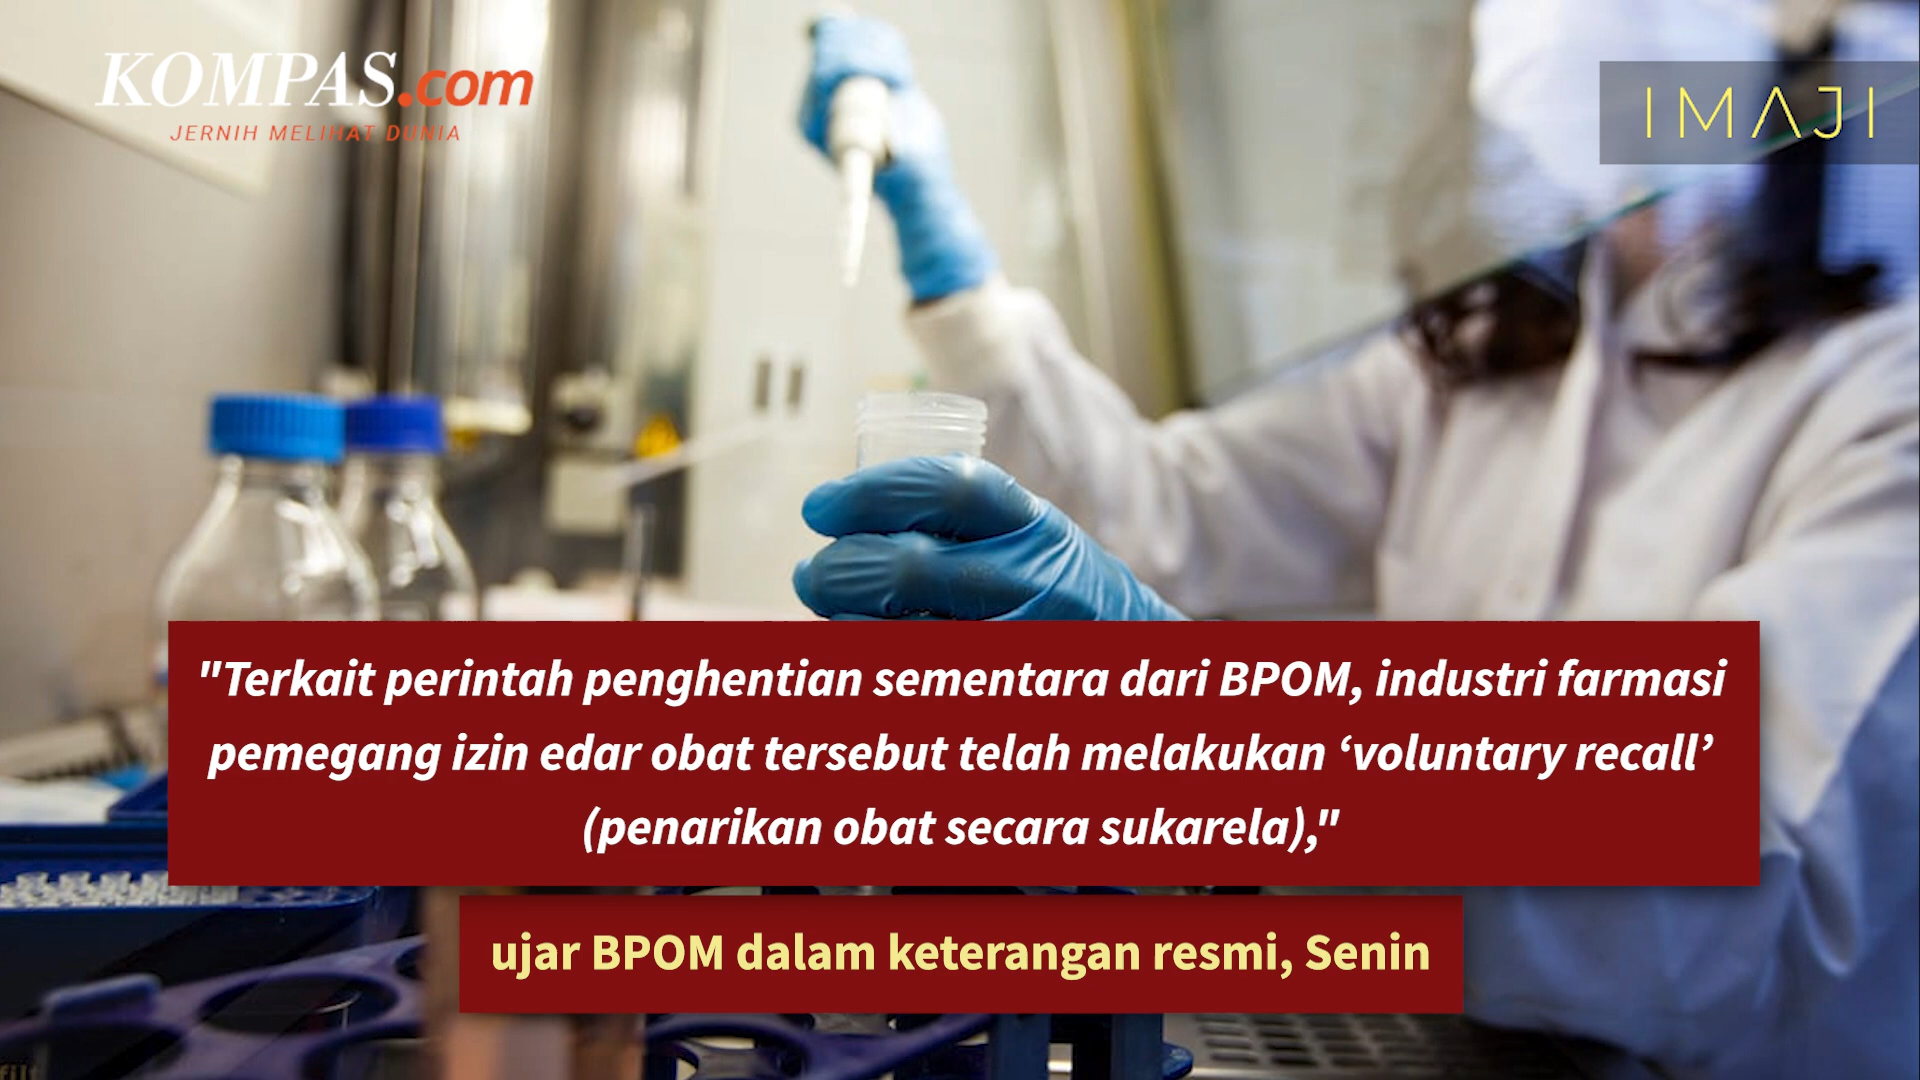 KOMPAS.com
JERNIH MELIHAT DUNIA
IMAJI
"Terkait perintah penghentian sementara dari BPOM, industri farmasi
pemegang izin edar obat tersebut telah melakukan ‘voluntary recall’
(penarikan obat secara sukarela),"
ujar BPOM dalam keterangan resmi, Senin